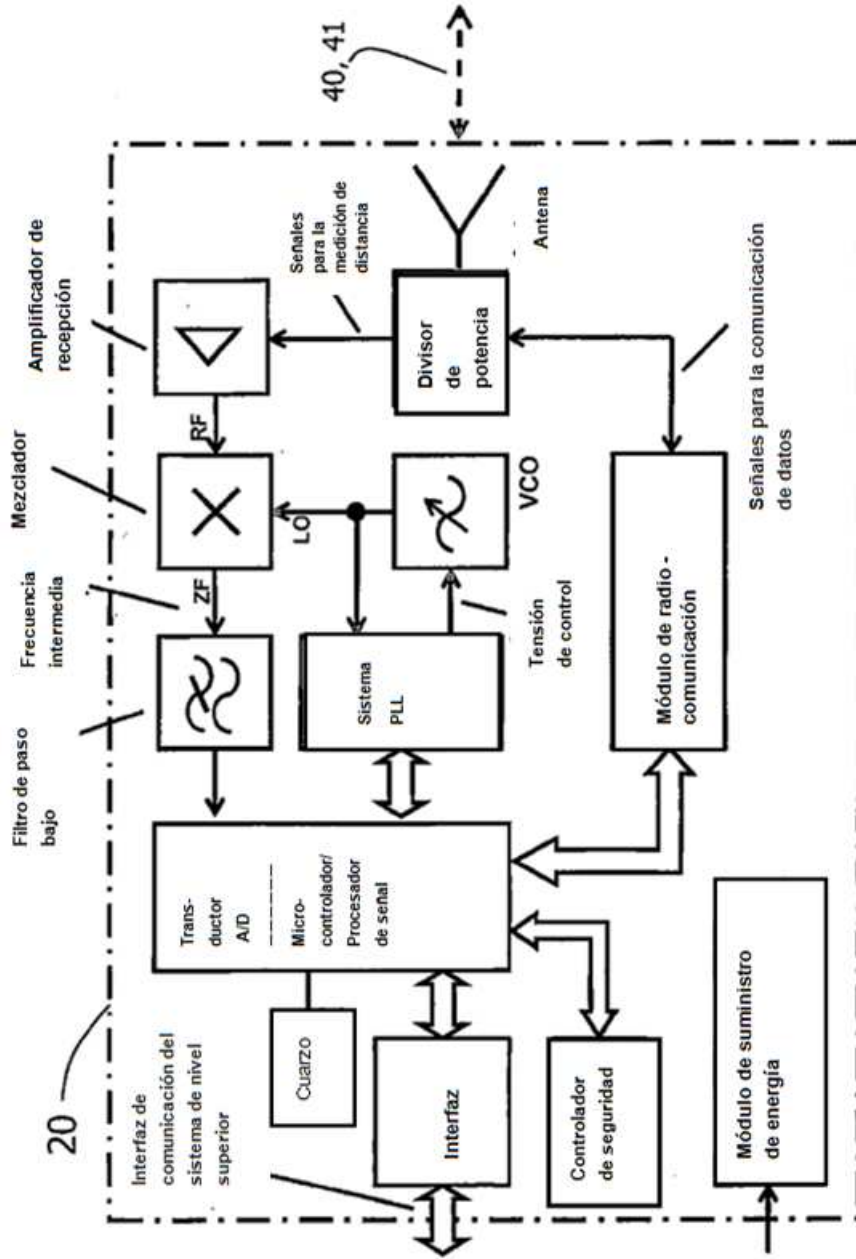 20
Filtro de paso
bajo
Frecuencia
intermedia
Mezclador
Amplificador de
recepción
40, 41
Interfaz de
comunicación del
sistema de nivel
superior
Cuarzo
Trans-
ductor
A/D
Micro-
controlador/
Procesador
de señal
ZF
RF
LO
Señales
para la
medición de
distancia
Interfaz
Sistema
PLL
VCO
Divisor
de
potencia
Antena
Tensión
de control
Controlador
de seguridad
Módulo de radio -
comunicación
Señales para la comunicación
de datos
Módulo de suministro
de energía